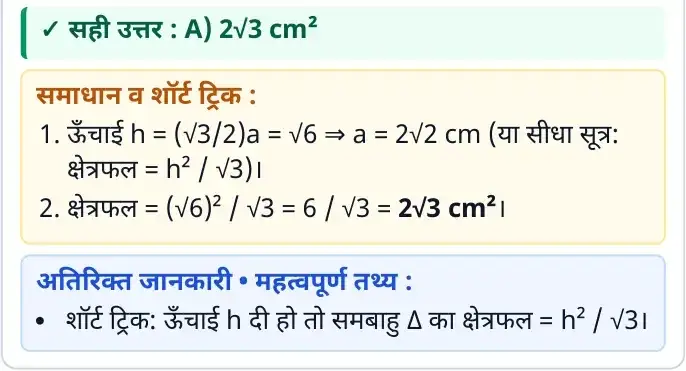 ✓ सही उत्तर : A) 2√3 cm²
समाधान व शॉर्ट ट्रिक :
1. ऊँचाई h = (√3/2)a = √6 ⇒ a = 2√2 cm (या सीधा सूत्र:
क्षेत्रफल = h² / √3)।
2. क्षेत्रफल = (√6)² / √3 = 6 / √3 = 2√3 cm²।
अतिरिक्त जानकारी • महत्वपूर्ण तथ्य :
• शॉर्ट ट्रिक: ऊँचाई h दी हो तो समबाहु Δ का क्षेत्रफल = h² / √3।